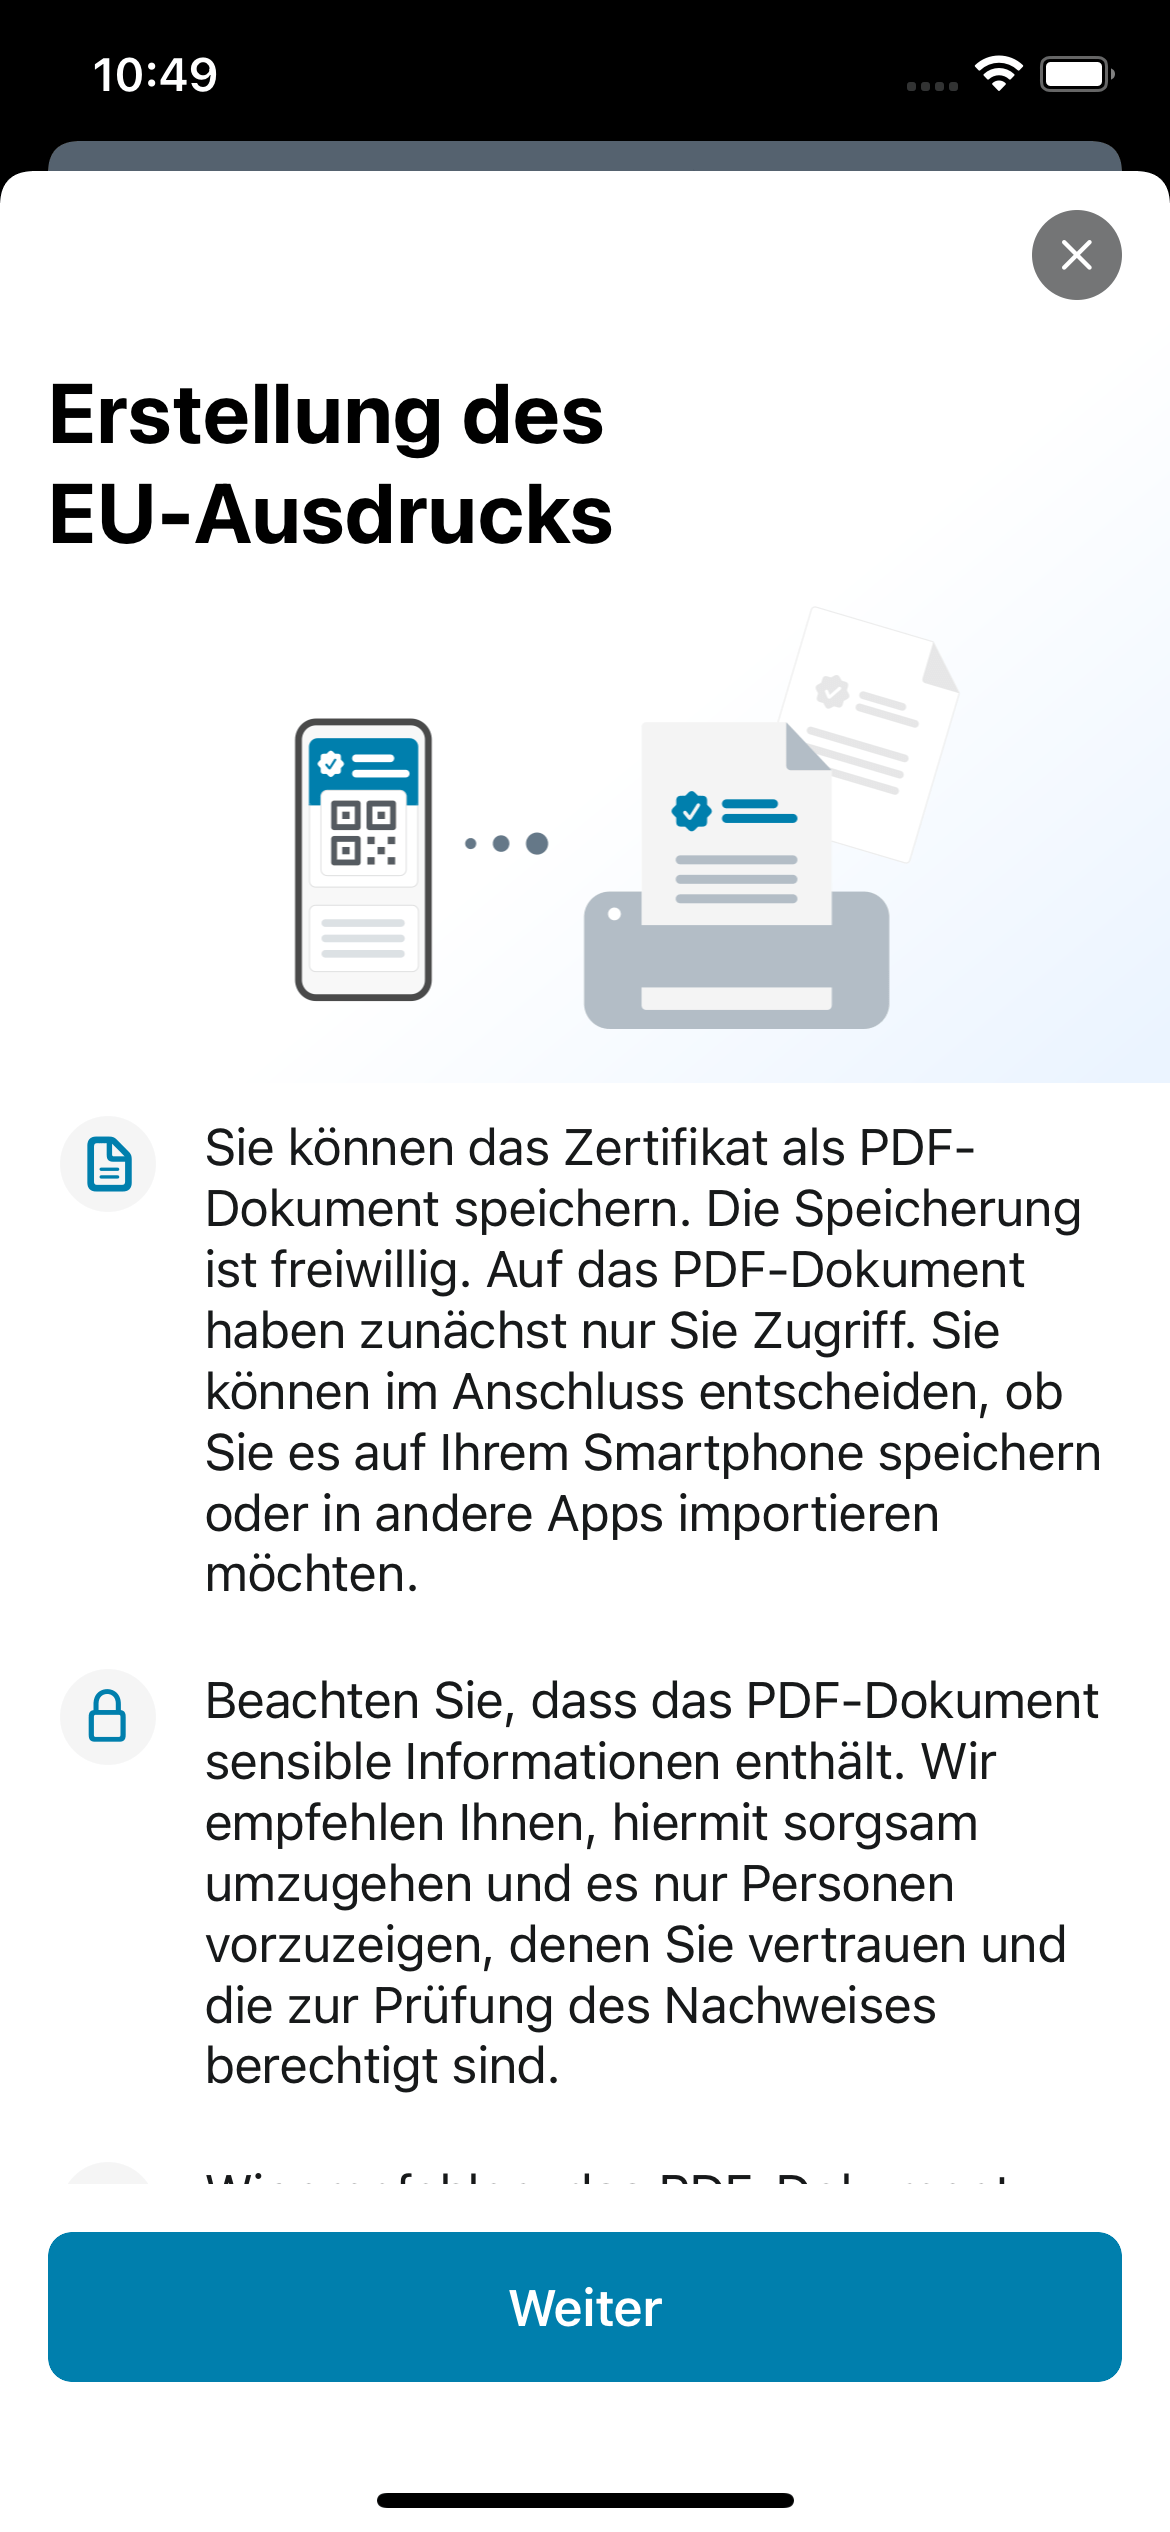 10:49
Erstellung des
EU-Ausdrucks
Sie können das Zertifikat als PDF-
Dokument speichern. Die Speicherung
ist freiwillig. Auf das PDF-Dokument
haben zunächst nur Sie Zugriff. Sie
können im Anschluss entscheiden, ob
Sie es auf Ihrem Smartphone speichern
oder in andere Apps importieren
möchten.
Beachten Sie, dass das PDF-Dokument
sensible Informationen enthält. Wir
empfehlen Ihnen, hiermit sorgsam
umzugehen und es nur Personen
vorzuzeigen, denen Sie vertrauen und
die zur Prüfung des Nachweises
berechtigt sind.
Weiter